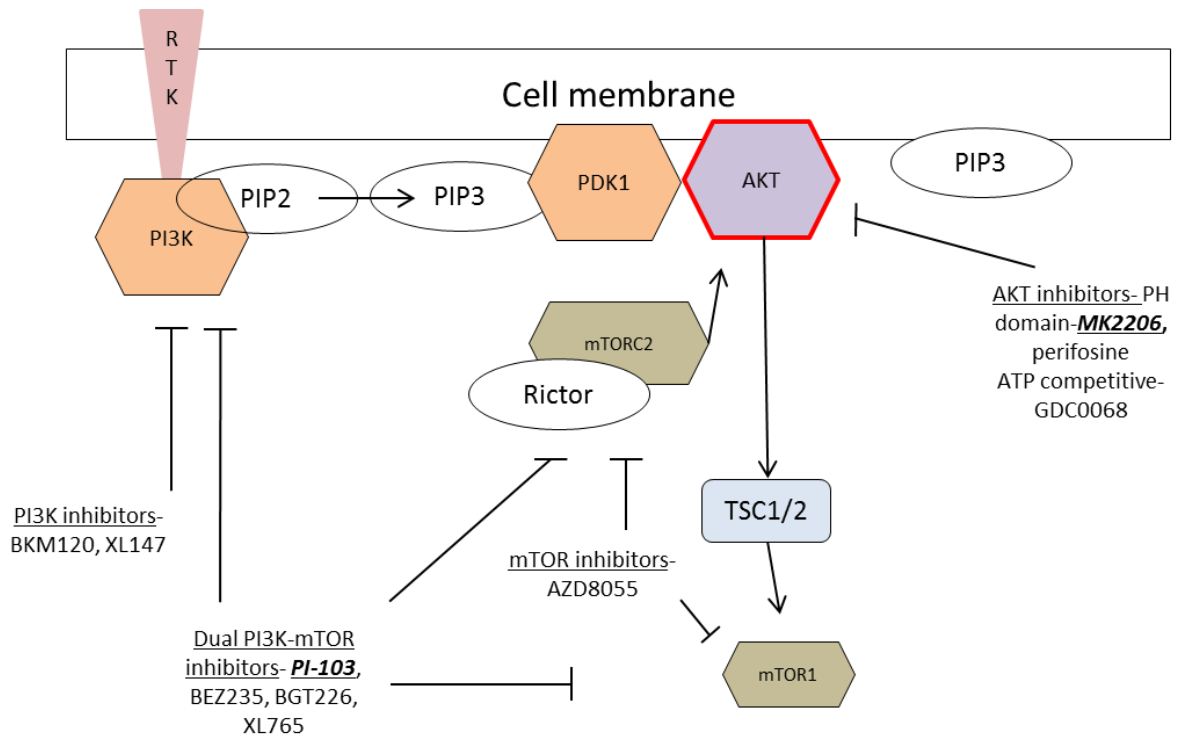 R
T
K
Cell membrane
PIP2
PIP3
PDK1
AKT
PIP3
PI3K
AKT inhibitors- PH
domain-MK2206,
perifosine
ATP competitive-
GDC0068
mTORC2
Rictor
PI3K inhibitors-
BKM120, XL147
TSC1/2
mTOR inhibitors-
AZD8055
Dual PI3K-mTOR
inhibitors- PI-103,
BEZ235, BGT226,
XL765
mTOR1